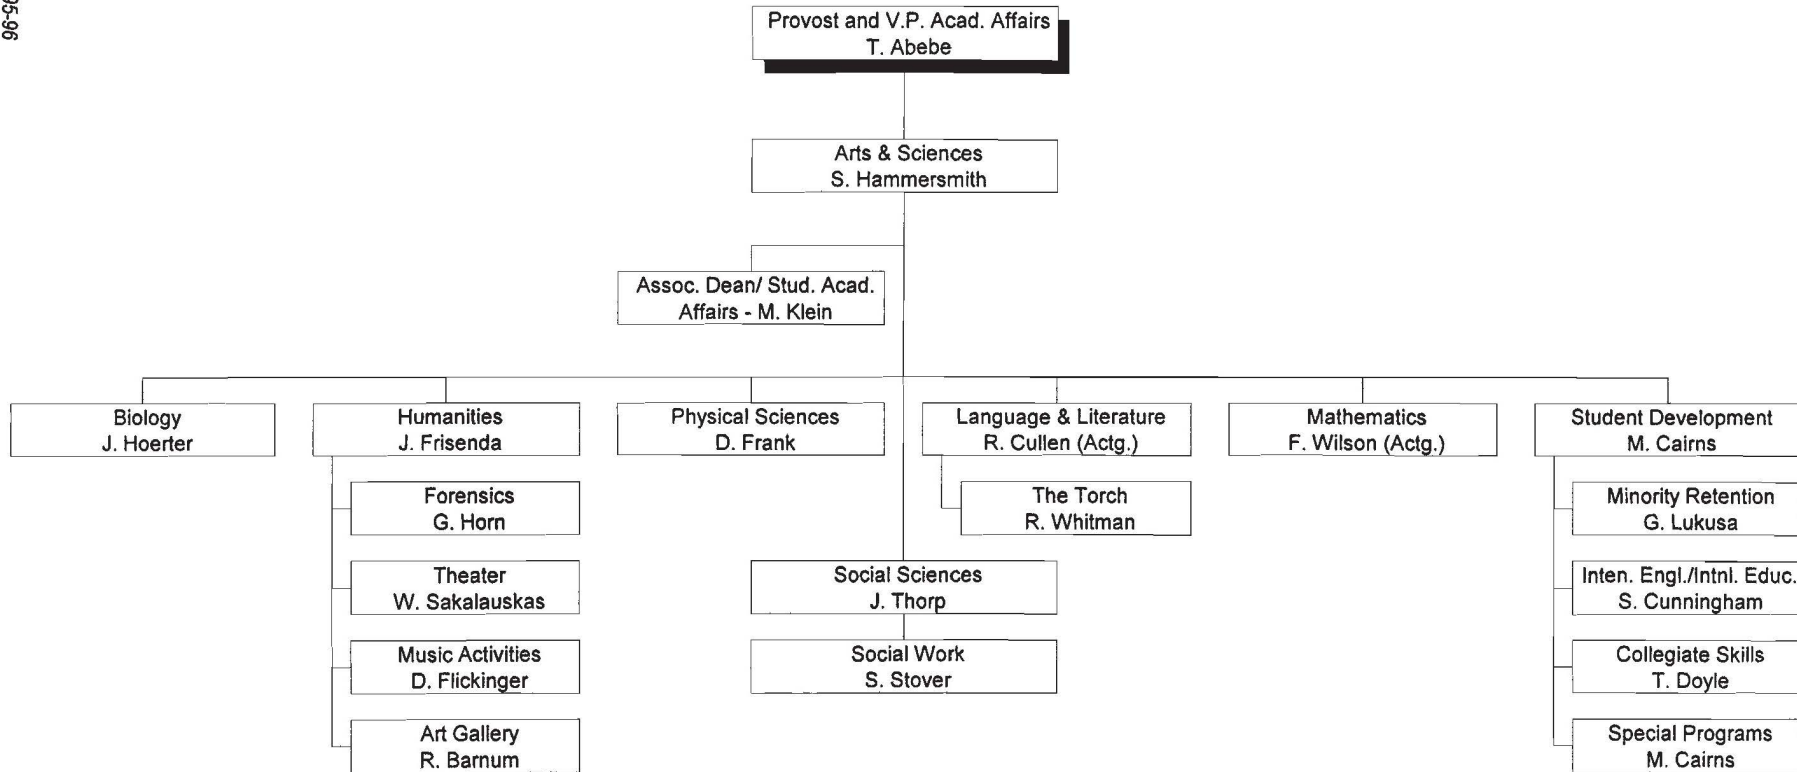 95-96
Provost and V.P. Acad. Affairs
T. Abebe
Arts & Sciences
S. Hammersmith
Assoc. Dean/ Stud. Acad.
Affairs - M. Klein
Biology
J. Hoerter
Humanities
J. Frisenda
Physical Sciences
D. Frank
Language & Literature
R. Cullen (Actg.)
Mathematics
F. Wilson (Actg.)
Student Development
M. Cairns
Forensics
G. Horn
Theater
W. Sakalauskas
Music Activities
D. Flickinger
Art Gallery
R. Barnum
The Torch
R. Whitman
Social Sciences
J. Thorp
Social Work
S. Stover
Minority Retention
G. Lukusa
Inten. Engl./Intnl. Educ.
S. Cunningham
Collegiate Skills
T. Doyle
Special Programs
M. Cairns